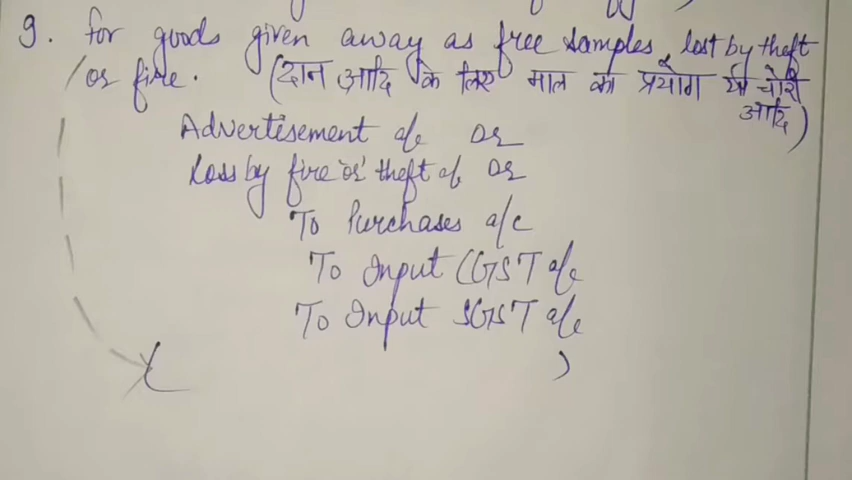 9. for goods given away as free samples, lost by theft
or fire. (दान आदि के लिए माल का प्रयोग या चोरी
आदि)
Advertisement a/c Dr
Loss by fire 'or' theft a/c Dr
To Purchases a/c
To Input CGST a/c
To Input SGST a/c
( )